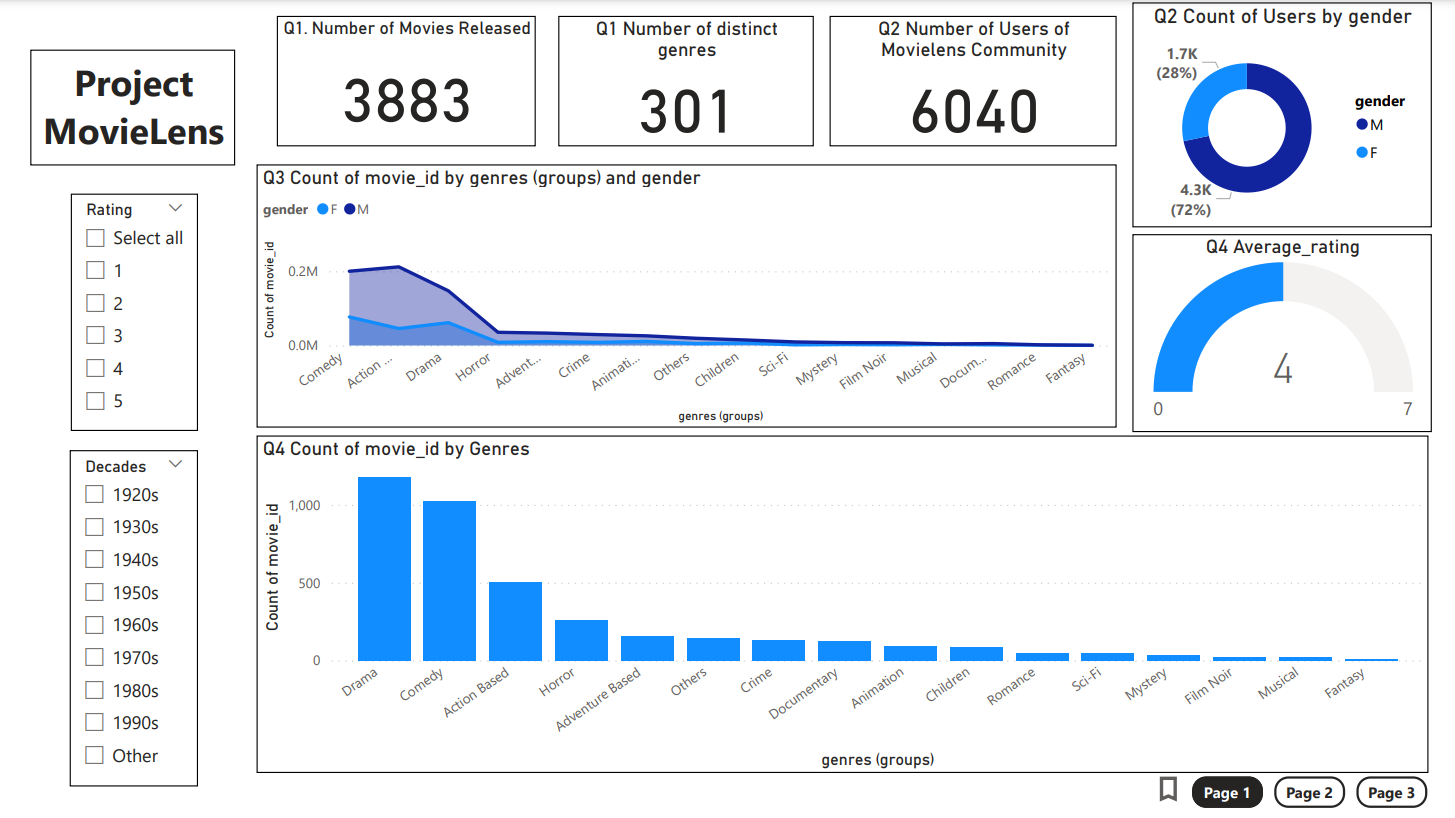 Project
MovieLens
Q1. Number of Movies Released
3883
Q1 Number of distinct
genres
301
Q2 Number of Users of
Movielens Community
6040
Q2 Count of Users by gender
1.7K
(28%)
4.3K
(72%)
gender
M
F
Rating
Select all
1
2
3
4
5
Decades
1920s
1930s
1940s
1950s
1960s
1970s
1980s
1990s
Other
Q3 Count of movie_id by genres (groups) and gender
gender F M
Count of movie_id
0.2M
0.0M
Comedy
Action ...
Drama
Horror
Advent...
Crime
Animati...
Others
Children
Sci-Fi
Mystery
Film Noir
Musical
Docum...
Romance
Fantasy
genres (groups)
Q4 Average_rating
4
0
7
Q4 Count of movie_id by Genres
Count of movie_id
1,000
500
0
Drama
Comedy
Action Based
Horror
Adventure Based
Others
Crime
Documentary
Animation
Children
Romance
Sci-Fi
Mystery
Film Noir
Musical
Fantasy
genres (groups)
Page 1
Page 2
Page 3